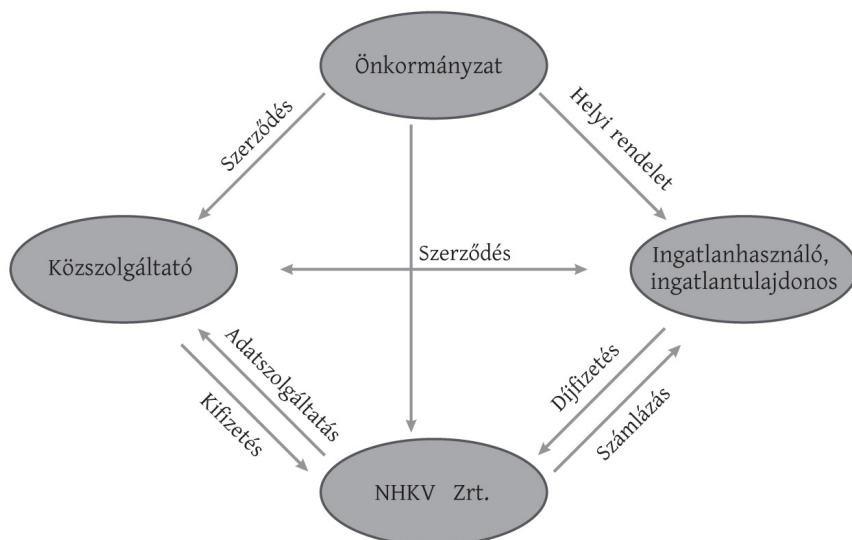 Önkormányzat
Szerződés
Helyi rendelet
Közszolgáltató
Szerződés
Ingatlanhasználó,
ingatlantulajdonos
Adatszolgáltatás
Kifizetés
Díjfizetés
Számlázás
NHKV Zrt.